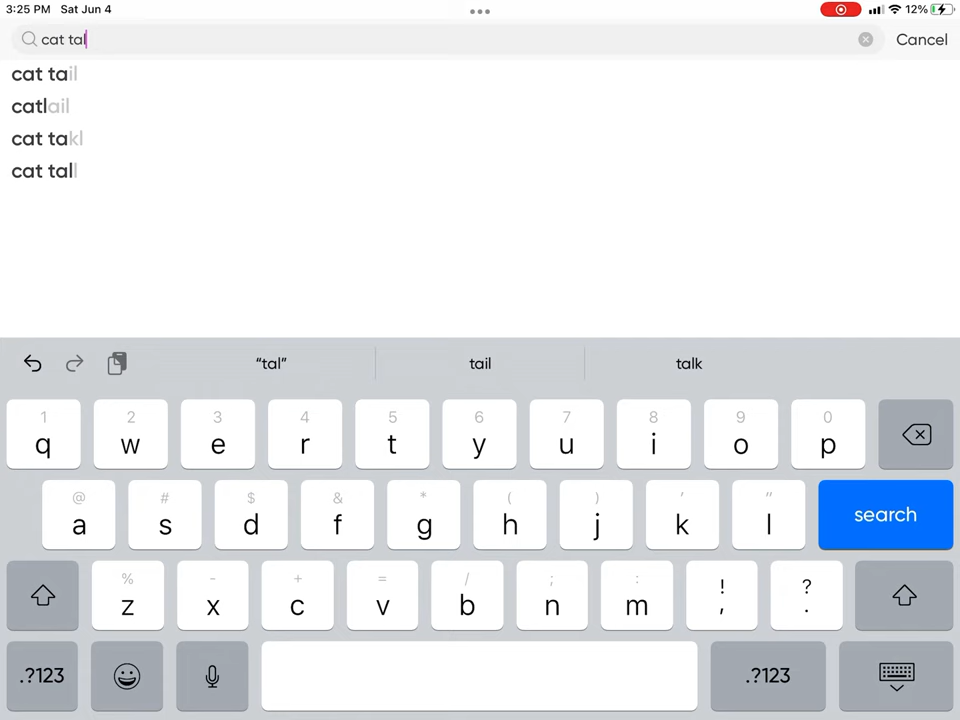 3:25 PM Sat Jun 4 12%
cat tal Cancel
cat tail
catlail
cat takl
cat tall
“tal” tail talk
1 2 3 4 5 6 7 8 9 0
q w e r t y u i o p
@ # $ & * ( ) ' "
a s d f g h j k l search
% - + = / ; : ! ?
z x c v b n m , .
.?123 .?123